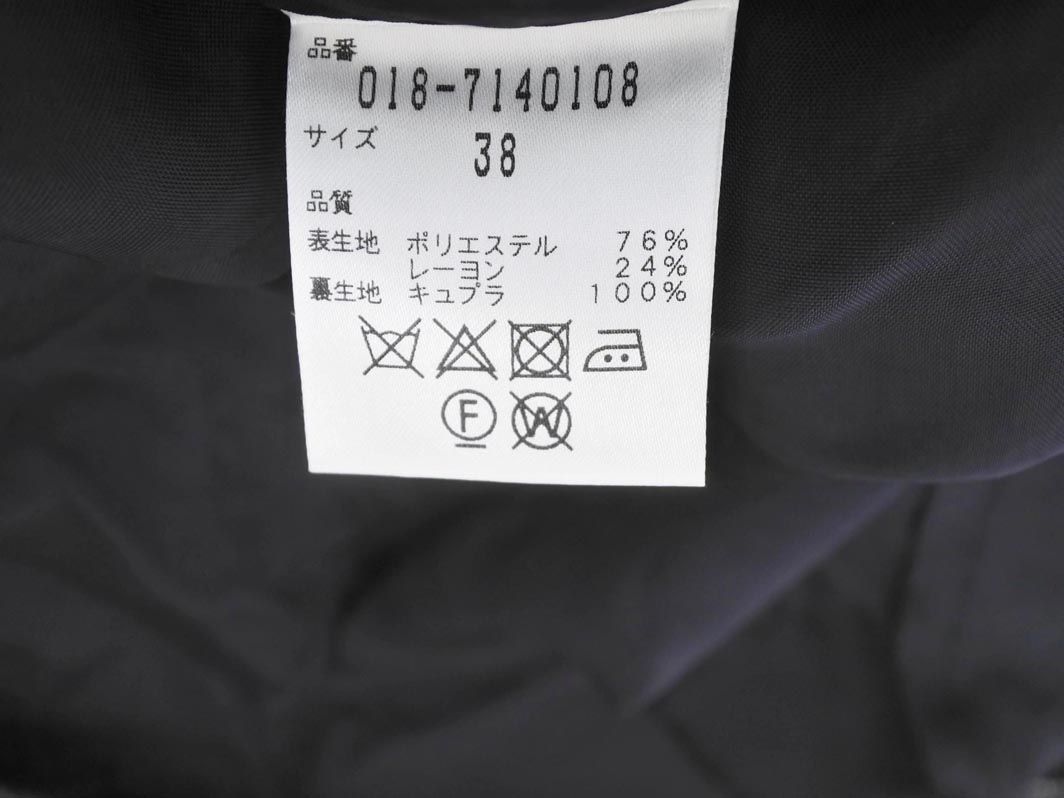 品番
018-7140108
サイズ
38
品質
表生地 ポリエステル 76%
レーヨン 24%
裏生地 キュプラ 100%
F W